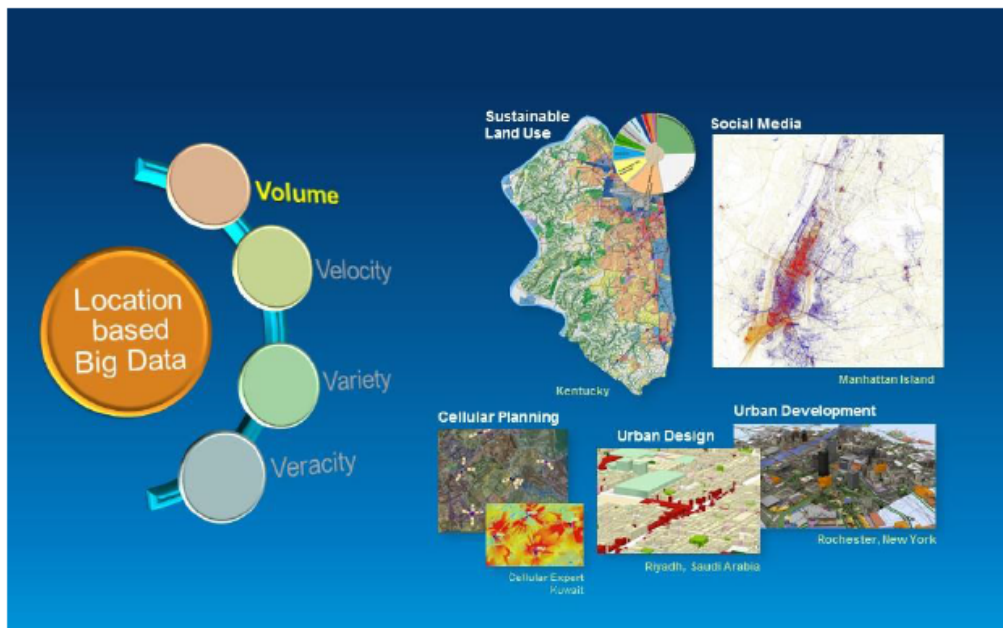 Location
based
Big Data
Volume
Velocity
Variety
Veracity
Sustainable
Land Use
Kentucky
Social Media
Manhattan Island
Cellular Planning
Cellular Expert
Kuwait
Urban Design
Riyadh, Saudi Arabia
Urban Development
Rochester, New York